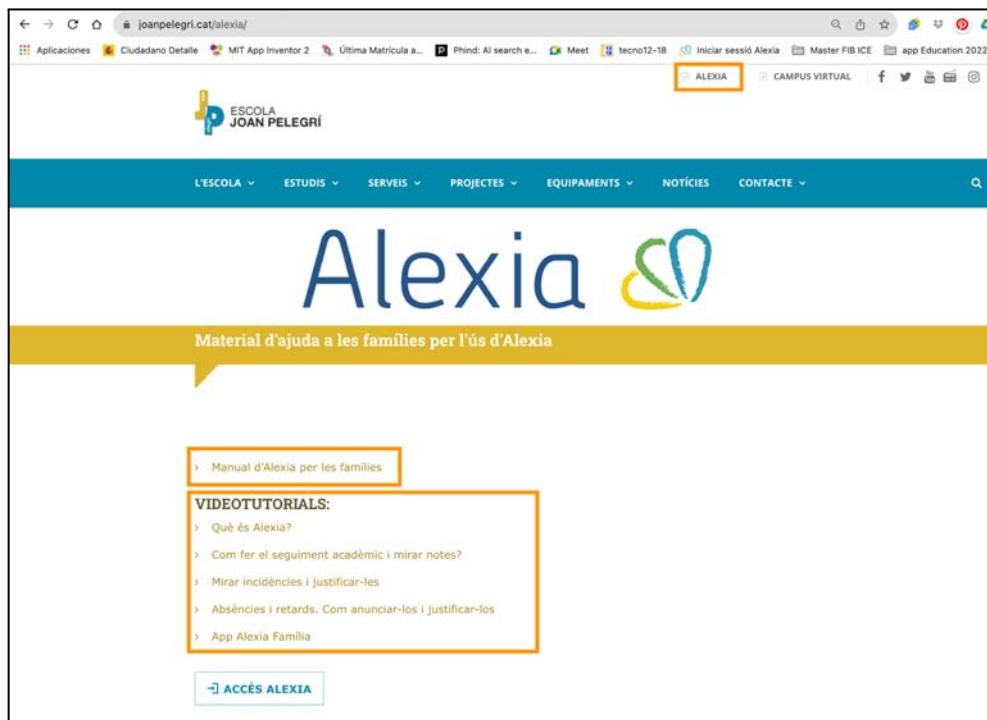 joanpelegri.cat/alexia/
Aplicaciones Ciudadano Detalle MIT App Inventor 2 Última Matrícula a... Phind: AI search e... Meet tecno12-18 Iniciar sessió Alexia Master FIB ICE app Education 2022
ALEXIA CAMPUS VIRTUAL
ESCOLA
JOAN PELEGRÍ
L'ESCOLA ESTUDIS SERVEIS PROJECTES EQUIPAMENTS NOTÍCIES CONTACTE
Alexia
Material d'ajuda a les famílies per l'ús d'Alexia
> Manual d'Alexia per les famílies
VIDEOTUTORIALS:
> Què és Alexia?
> Com fer el seguiment acadèmic i mirar notes?
> Mirar incidències i justificar-les
> Absències i retards. Com anunciar-los i justificar-los
> App Alexia Família
ACCÉS ALEXIA